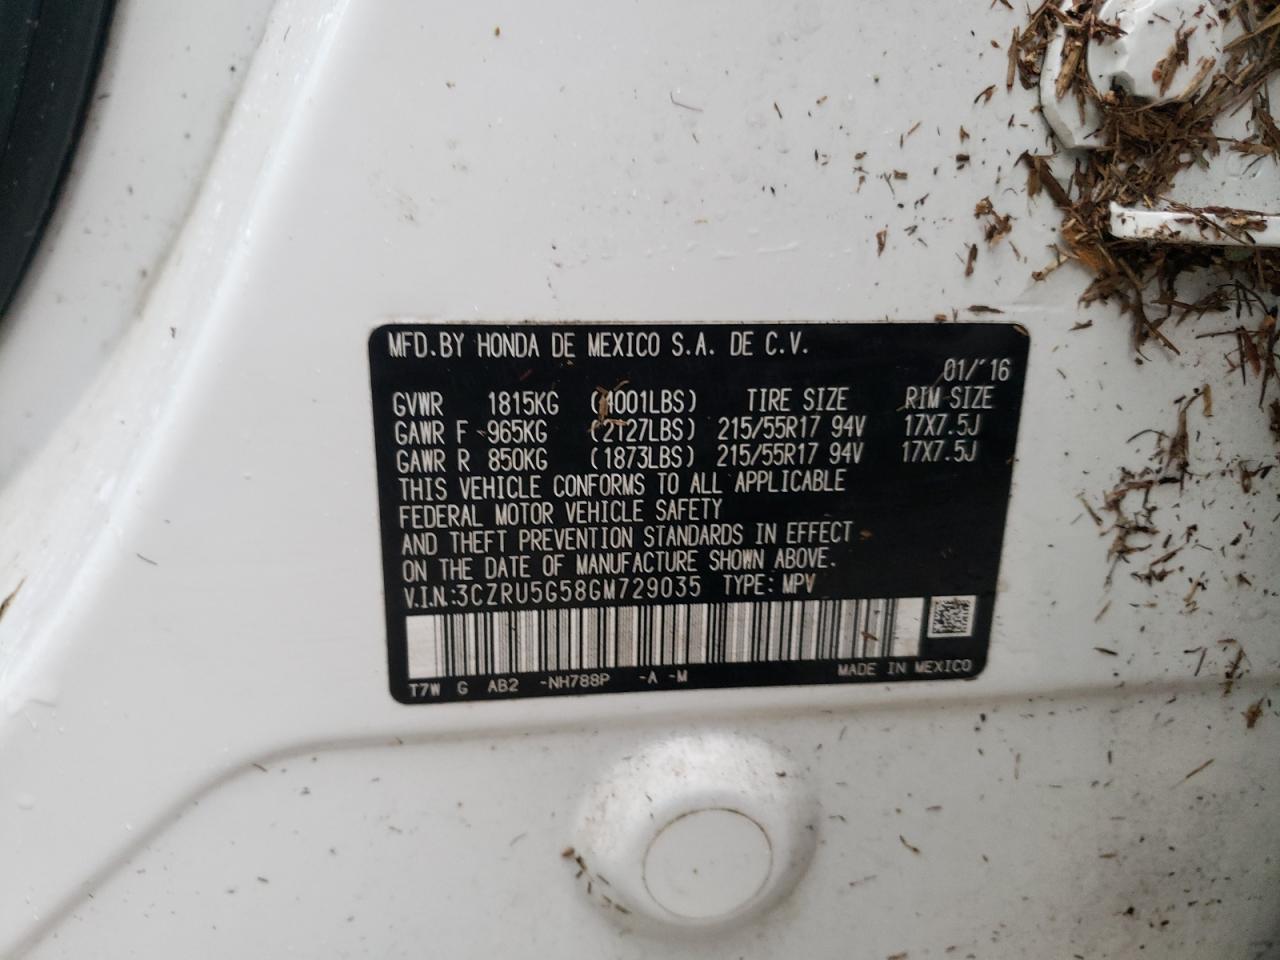 MFD.BY HONDA DE MEXICO S.A. DE C.V.
01/'16
GVWR 1815KG (4001LBS) TIRE SIZE RIM SIZE
GAWR F 965KG (2127LBS) 215/55R17 94V 17X7.5J
GAWR R 850KG (1873LBS) 215/55R17 94V 17X7.5J
THIS VEHICLE CONFORMS TO ALL APPLICABLE
FEDERAL MOTOR VEHICLE SAFETY
AND THEFT PREVENTION STANDARDS IN EFFECT
ON THE DATE OF MANUFACTURE SHOWN ABOVE.
V.I.N.:3CZRU5G58GM729035 TYPE: MPV
T7W G AB2 -NH788P -A -M MADE IN MEXICO